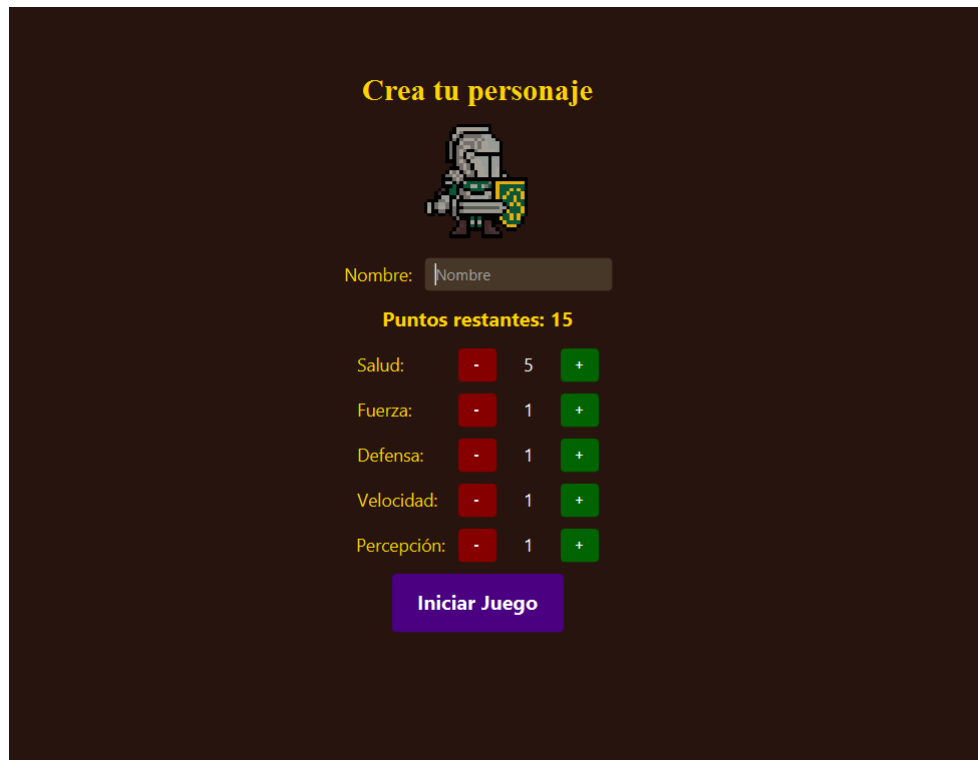 Crea tu personaje
Nombre: Nombre
Puntos restantes: 15
Salud: - 5 +
Fuerza: - 1 +
Defensa: - 1 +
Velocidad: - 1 +
Percepción: - 1 +
Iniciar Juego